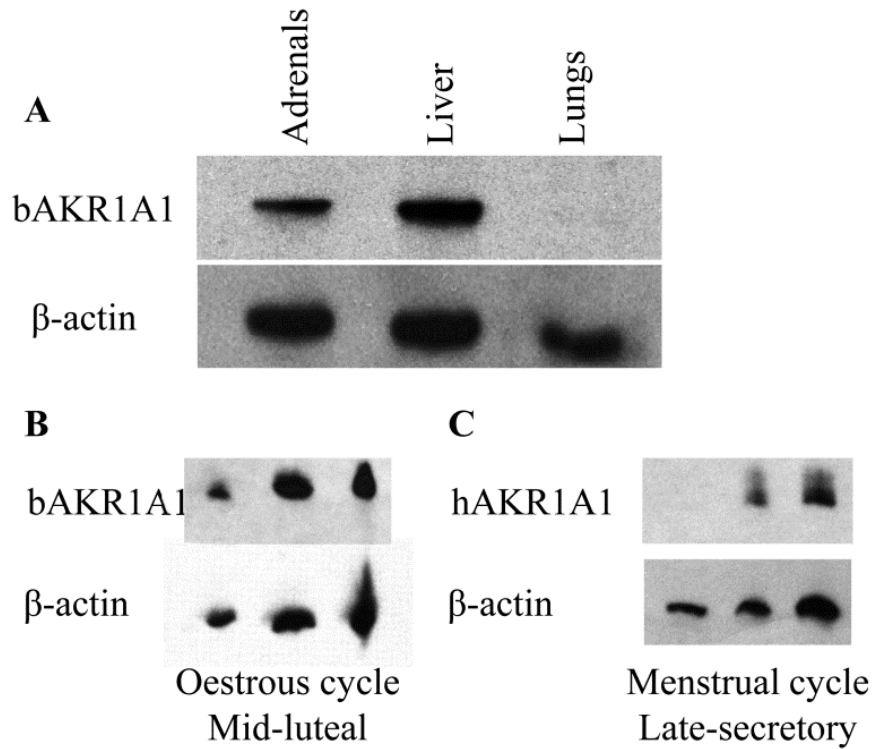 A
Adrenals
Liver
Lungs
bAKR1A1
β-actin
B
bAKR1A1
β-actin
Oestrous cycle
Mid-luteal
C
hAKR1A1
β-actin
Menstrual cycle
Late-secretory